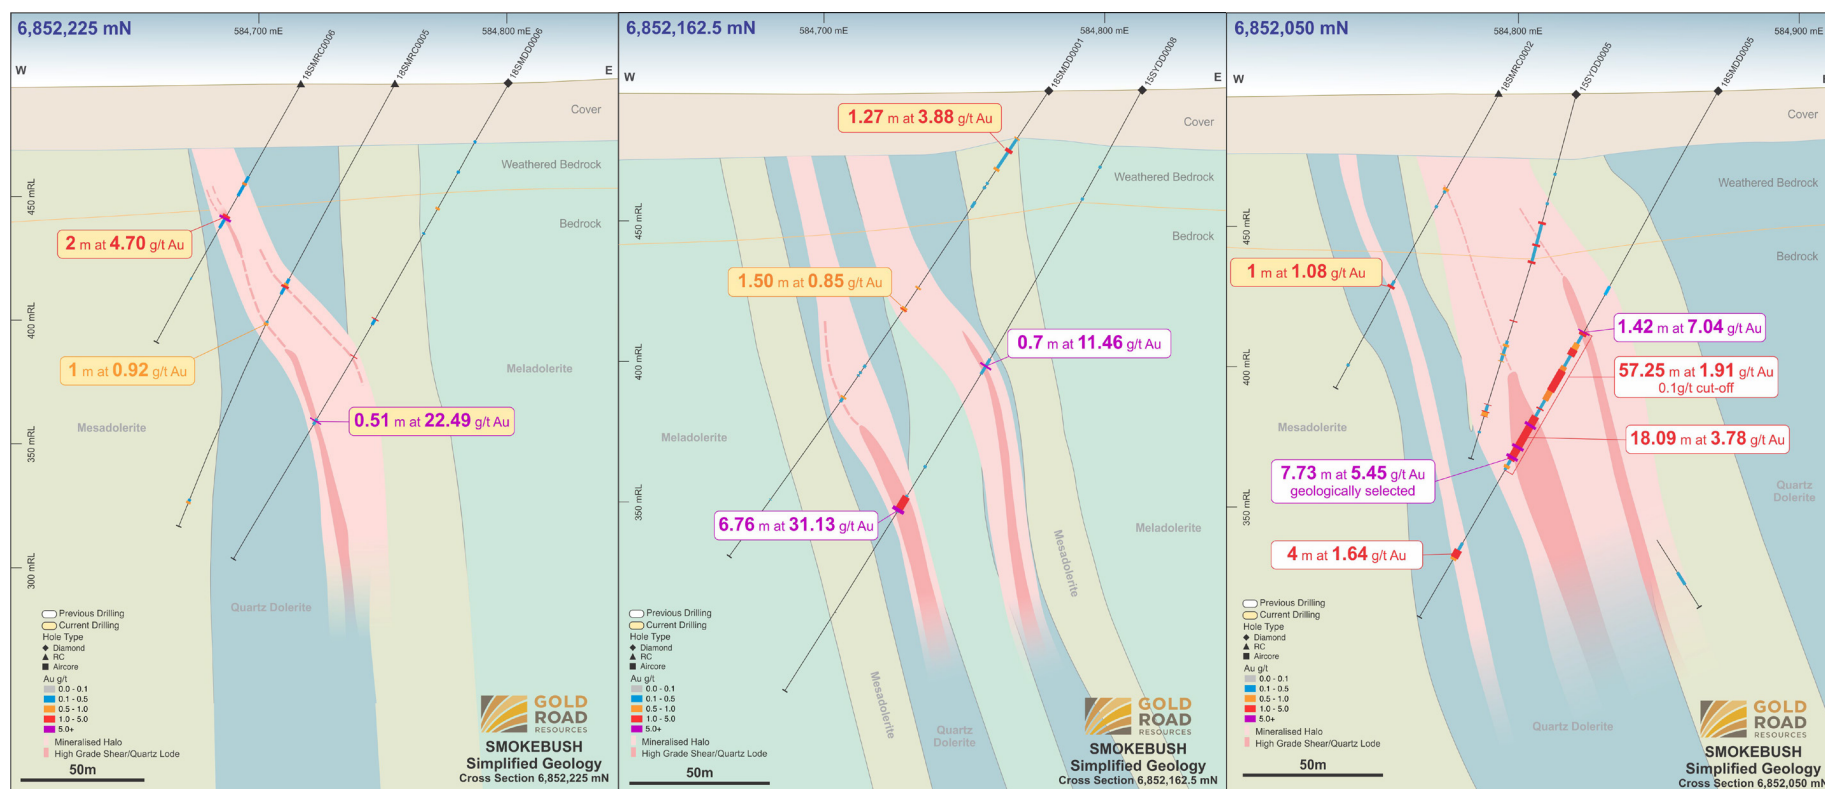 6,852,225 mN
584,700 mE
584,800 mE
18SMRC0006
18SMRC0005
18SMDD0006
W
E
Cover
Weathered Bedrock
Bedrock
450 mRL
400 mRL
350 mRL
300 mRL
2 m at 4.70 g/t Au
1 m at 0.92 g/t Au
0.51 m at 22.49 g/t Au
Mesadolerite
Meladolerite
Quartz Dolerite
Previous Drilling
Current Drilling
Hole Type
Diamond
RC
Aircore
Au g/t
0.0 - 0.1
0.1 - 0.5
0.5 - 1.0
1.0 - 5.0
5.0+
Mineralised Halo
High Grade Shear/Quartz Lode
50m
GOLD
ROAD
RESOURCES
SMOKEBUSH
Simplified Geology
Cross Section 6,852,225 mN
6,852,162.5 mN
584,700 mE
584,800 mE
18SMDD0001
15SYDD0008
W
E
Cover
Weathered Bedrock
Bedrock
450 mRL
400 mRL
350 mRL
1.27 m at 3.88 g/t Au
1.50 m at 0.85 g/t Au
0.7 m at 11.46 g/t Au
6.76 m at 31.13 g/t Au
Meladolerite
Meladolerite
Mesadolerite
Mesadolerite
Quartz
Dolerite
Previous Drilling
Current Drilling
Hole Type
Diamond
RC
Aircore
Au g/t
0.0 - 0.1
0.1 - 0.5
0.5 - 1.0
1.0 - 5.0
5.0+
Mineralised Halo
High Grade Shear/Quartz Lode
50m
GOLD
ROAD
RESOURCES
SMOKEBUSH
Simplified Geology
Cross Section 6,852,162.5 mN
6,852,050 mN
584,800 mE
584,900 mE
18SMRC0002
15SYDD0005
18SMDD0005
W
Cover
Weathered Bedrock
Bedrock
450 mRL
400 mRL
350 mRL
1 m at 1.08 g/t Au
1.42 m at 7.04 g/t Au
57.25 m at 1.91 g/t Au
0.1g/t cut-off
18.09 m at 3.78 g/t Au
7.73 m at 5.45 g/t Au
geologically selected
4 m at 1.64 g/t Au
Mesadolerite
Quartz
Dolerite
Quartz Dolerite
Previous Drilling
Current Drilling
Hole Type
Diamond
RC
Aircore
Au g/t
0.0 - 0.1
0.1 - 0.5
0.5 - 1.0
1.0 - 5.0
5.0+
Mineralised Halo
High Grade Shear/Quartz Lode
50m
GOLD
ROAD
RESOURCES
SMOKEBUSH
Simplified Geology
Cross Section 6,852,050 mN